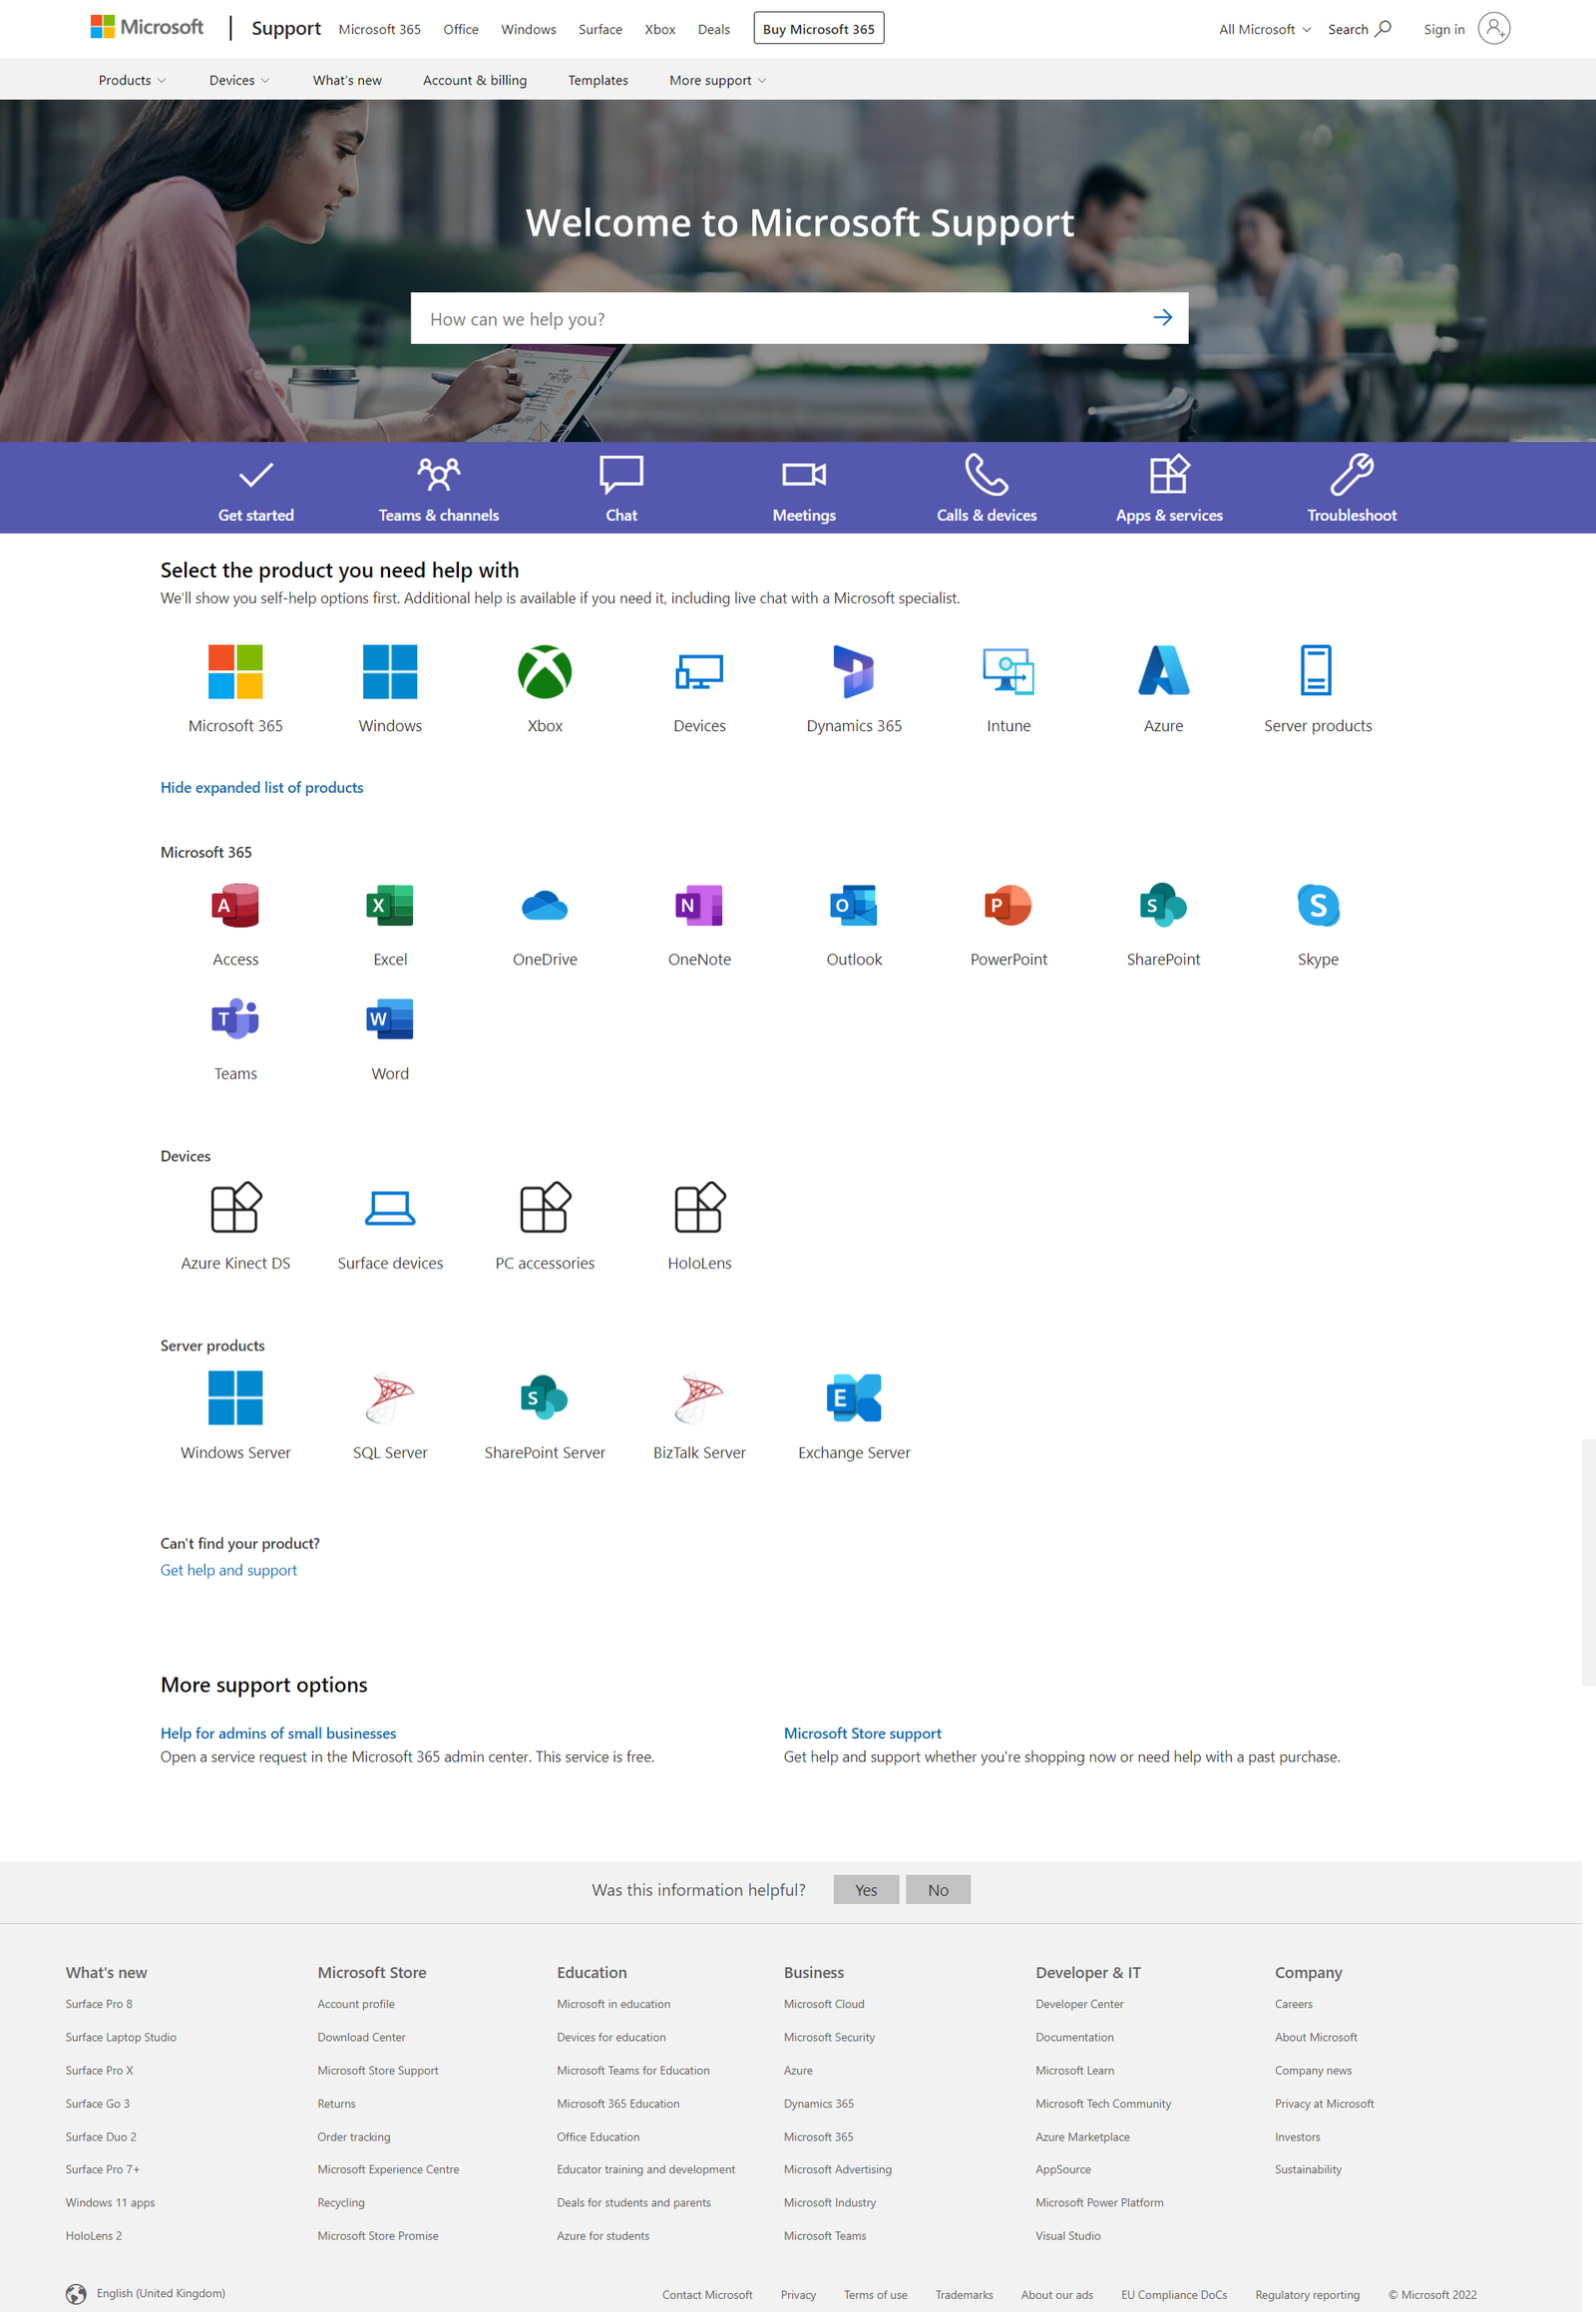 Microsoft | Support Microsoft 365 Office Windows Surface Xbox Deals Buy Microsoft 365 All Microsoft Search Sign in
Products Devices What's new Account & billing Templates More support
Welcome to Microsoft Support
How can we help you?
Get started Teams & channels Chat Meetings Calls & devices Apps & services Troubleshoot
Select the product you need help with
We'll show you self-help options first. Additional help is available if you need it, including live chat with a Microsoft specialist.
Microsoft 365 Windows Xbox Devices Dynamics 365 Intune Azure Server products
Hide expanded list of products
Microsoft 365
A X N O P S S
Access Excel OneDrive OneNote Outlook PowerPoint SharePoint Skype
T W
Teams Word
Devices
Azure Kinect DS Surface devices PC accessories HoloLens
Server products
S E
Windows Server SQL Server SharePoint Server BizTalk Server Exchange Server
Can't find your product?
Get help and support
More support options
Help for admins of small businesses Microsoft Store support
Open a service request in the Microsoft 365 admin center. This service is free. Get help and support whether you're shopping now or need help with a past purchase.
Was this information helpful? Yes No
What's new Microsoft Store Education Business Developer & IT Company
Surface Pro 8 Account profile Microsoft in education Microsoft Cloud Developer Center Careers
Surface Laptop Studio Download Center Devices for education Microsoft Security Documentation About Microsoft
Surface Pro X Microsoft Store Support Microsoft Teams for Education Azure Microsoft Learn Company news
Surface Go 3 Returns Microsoft 365 Education Dynamics 365 Microsoft Tech Community Privacy at Microsoft
Surface Duo 2 Order tracking Office Education Microsoft 365 Azure Marketplace Investors
Surface Pro 7+ Microsoft Experience Centre Educator training and development Microsoft Advertising AppSource Sustainability
Windows 11 apps Recycling Deals for students and parents Microsoft Industry Microsoft Power Platform
HoloLens 2 Microsoft Store Promise Azure for students Microsoft Teams Visual Studio
English (United Kingdom) Contact Microsoft Privacy Terms of use Trademarks About our ads EU Compliance DoCs Regulatory reporting © Microsoft 2022